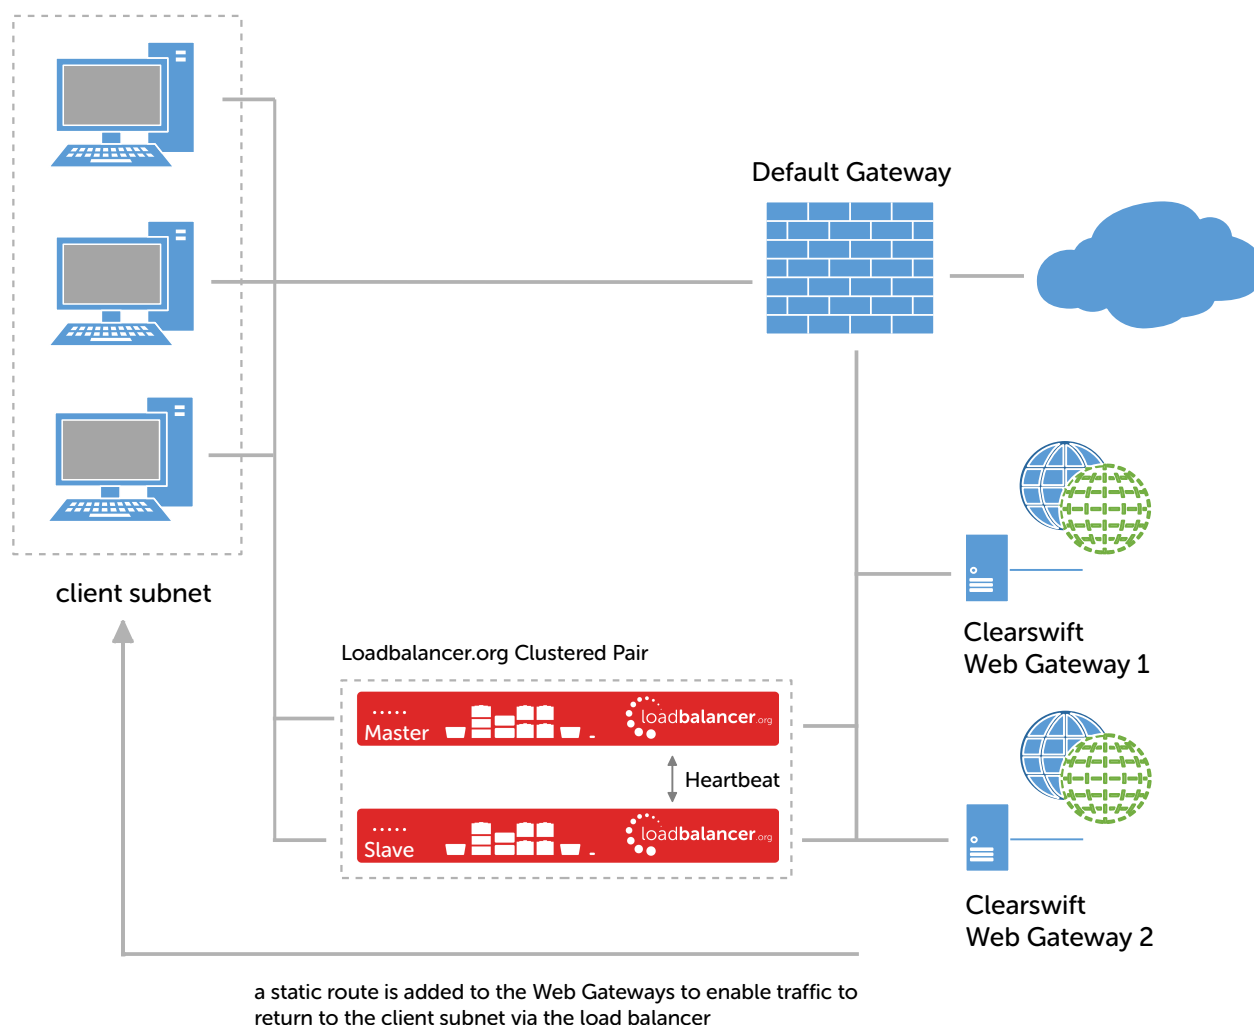 Default Gateway
client subnet
Clearswift
Web Gateway 1
Loadbalancer.org Clustered Pair
Master
loadbalancer.org
Heartbeat
Slave
loadbalancer.org
Clearswift
Web Gateway 2
a static route is added to the Web Gateways to enable traffic to
return to the client subnet via the load balancer